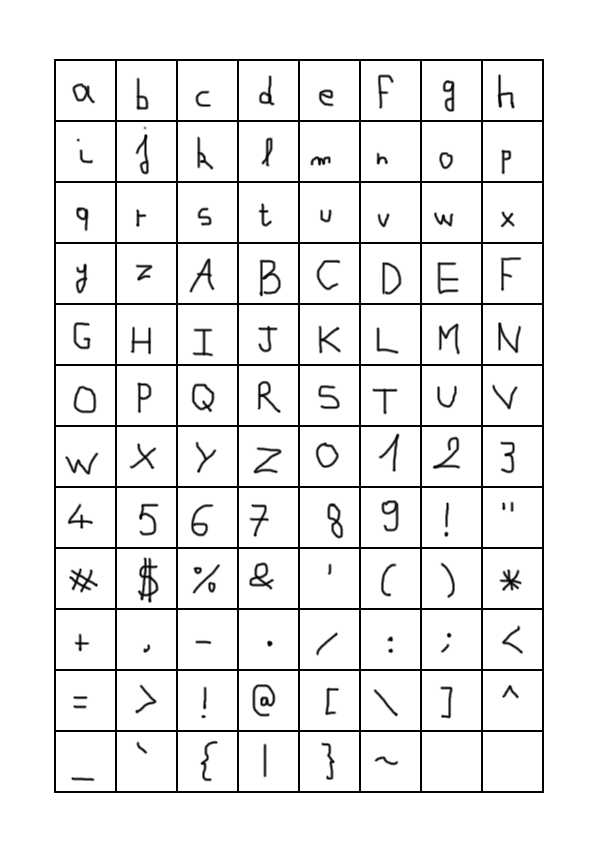 a b c d e f g h
i j k l m n o p
q r s t u v w x
y z A B C D E F
G H I J K L M N
O P Q R S T U V
W X Y Z 0 1 2 3
4 5 6 7 8 9 ! "
# $ % & ' ( ) *
+ , - . / : ; <
= > ! @ [ \ ] ^
_ ` { | } ~